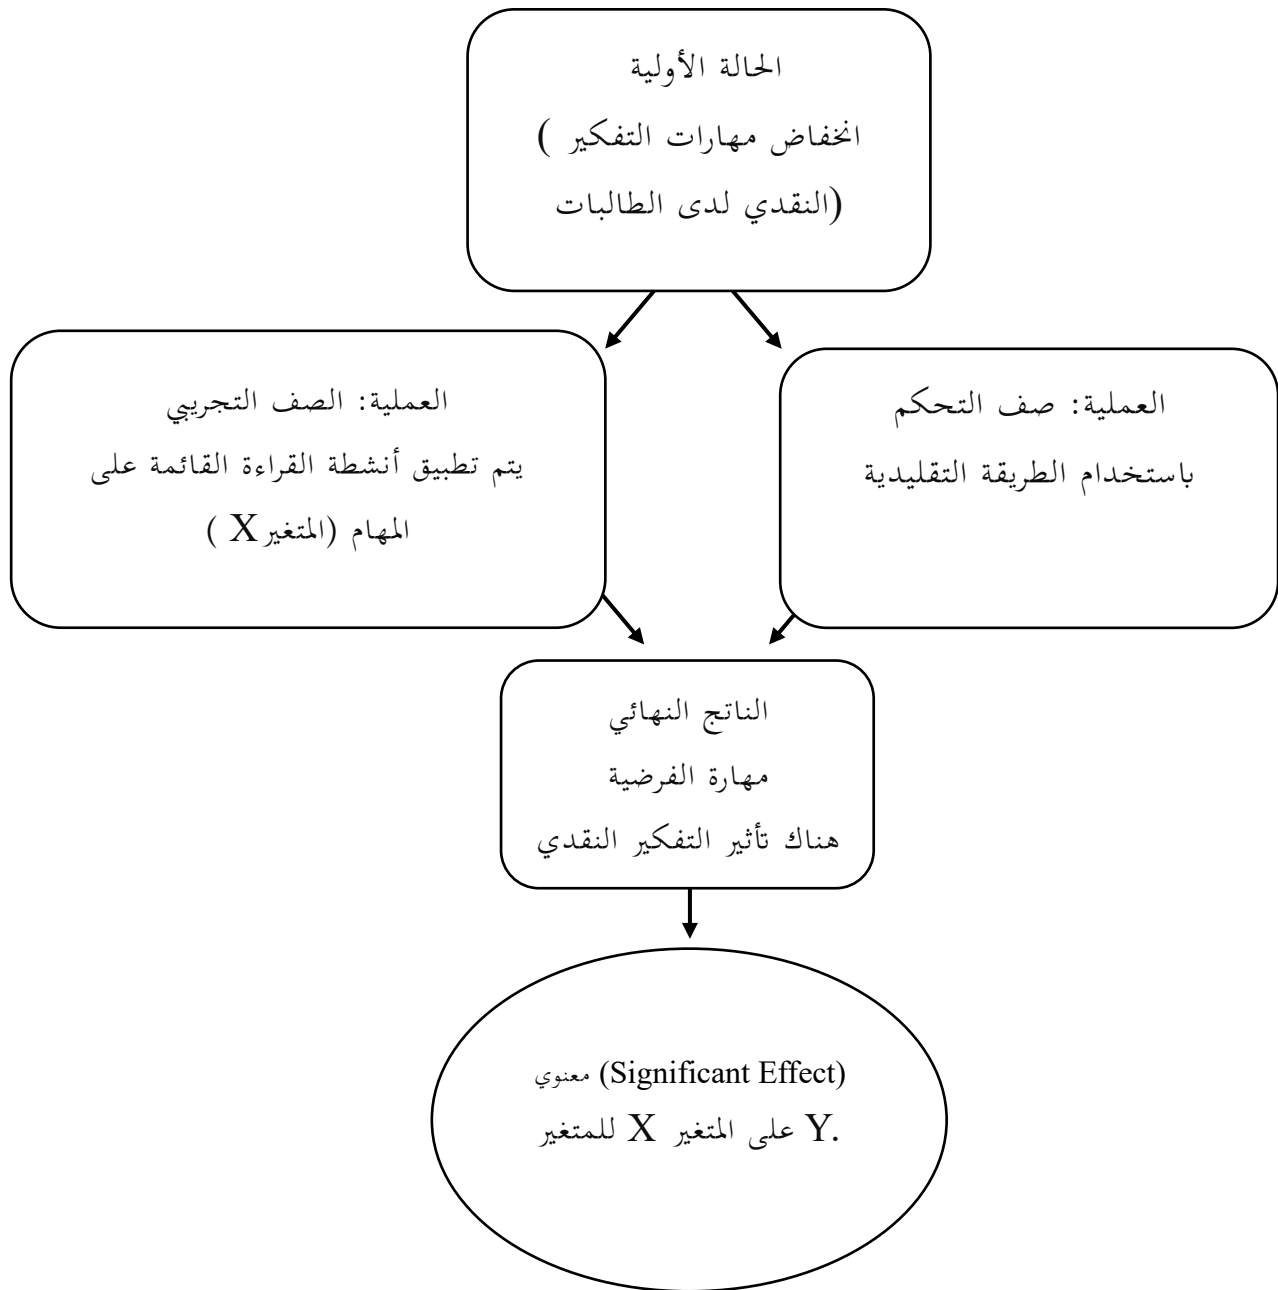 الحالة الأولية
انخفاض مهارات التفكير )
(النقدي لدى الطالبات
العملية: صف التحكم
باستخدام الطريقة التقليدية
العملية: الصف التجريبي
يتم تطبيق أنشطة القراءة القائمة على
المهام (المتغير X )
الناتج النهائي
مهارة الفرضية
هناك تأثير التفكير النقدي
معنوي (Significant Effect)
للمتغير X على المتغير Y.